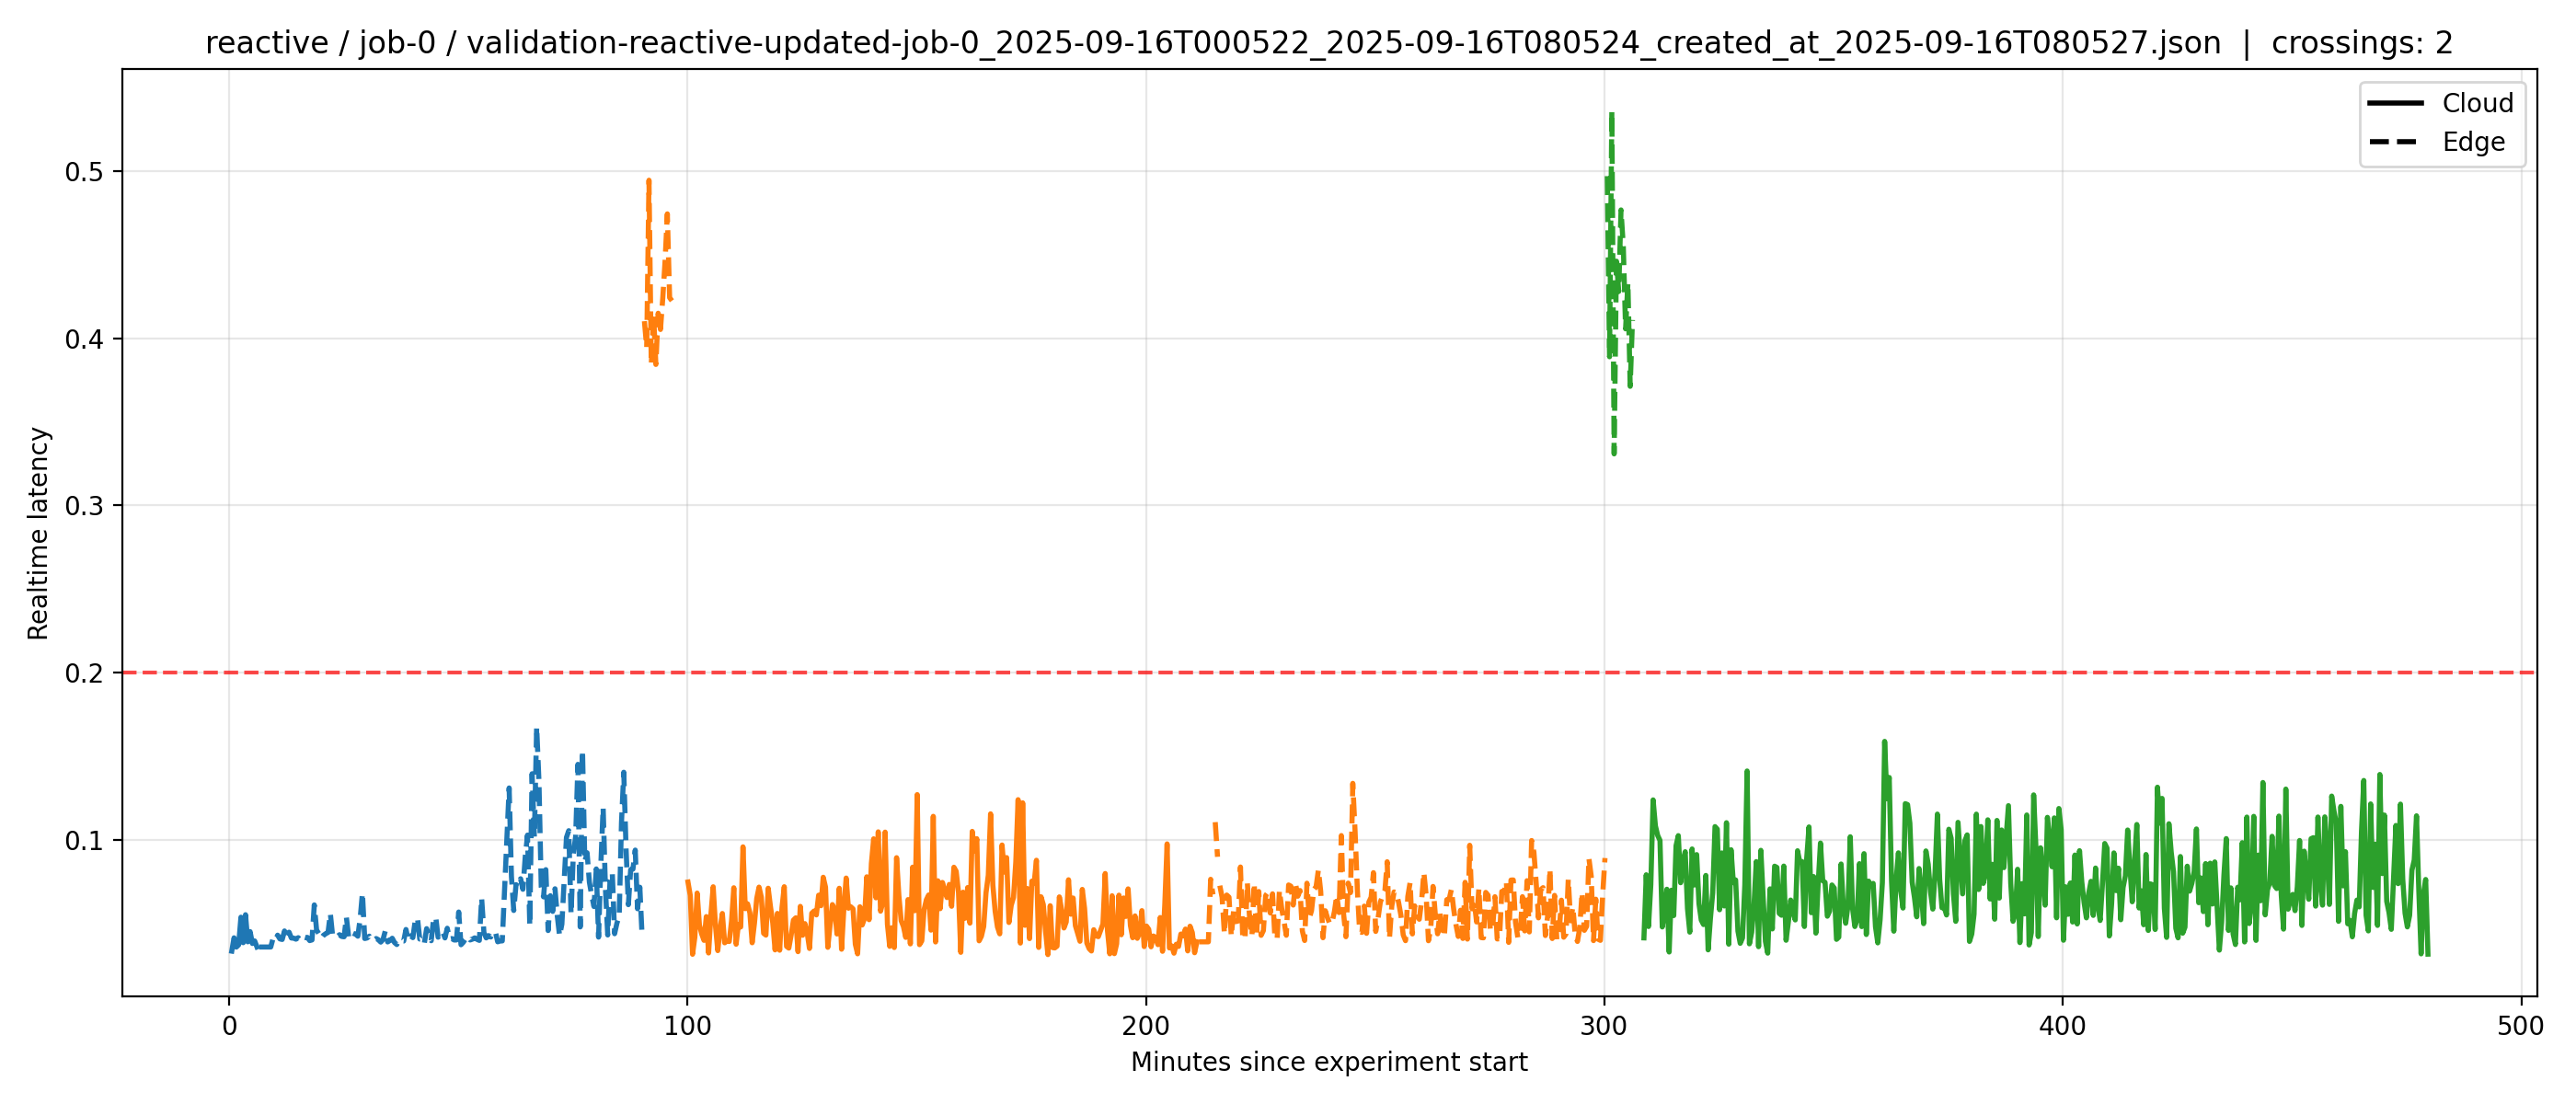 reactive / job-0 / validation-reactive-updated-job-0_2025-09-16T000522_2025-09-16T080524_created_at_2025-09-16T080527.json | crossings: 2
Cloud
Edge
0.5
0.4
0.3
0.2
0.1
Realtime latency
0 100 200 300 400 500
Minutes since experiment start